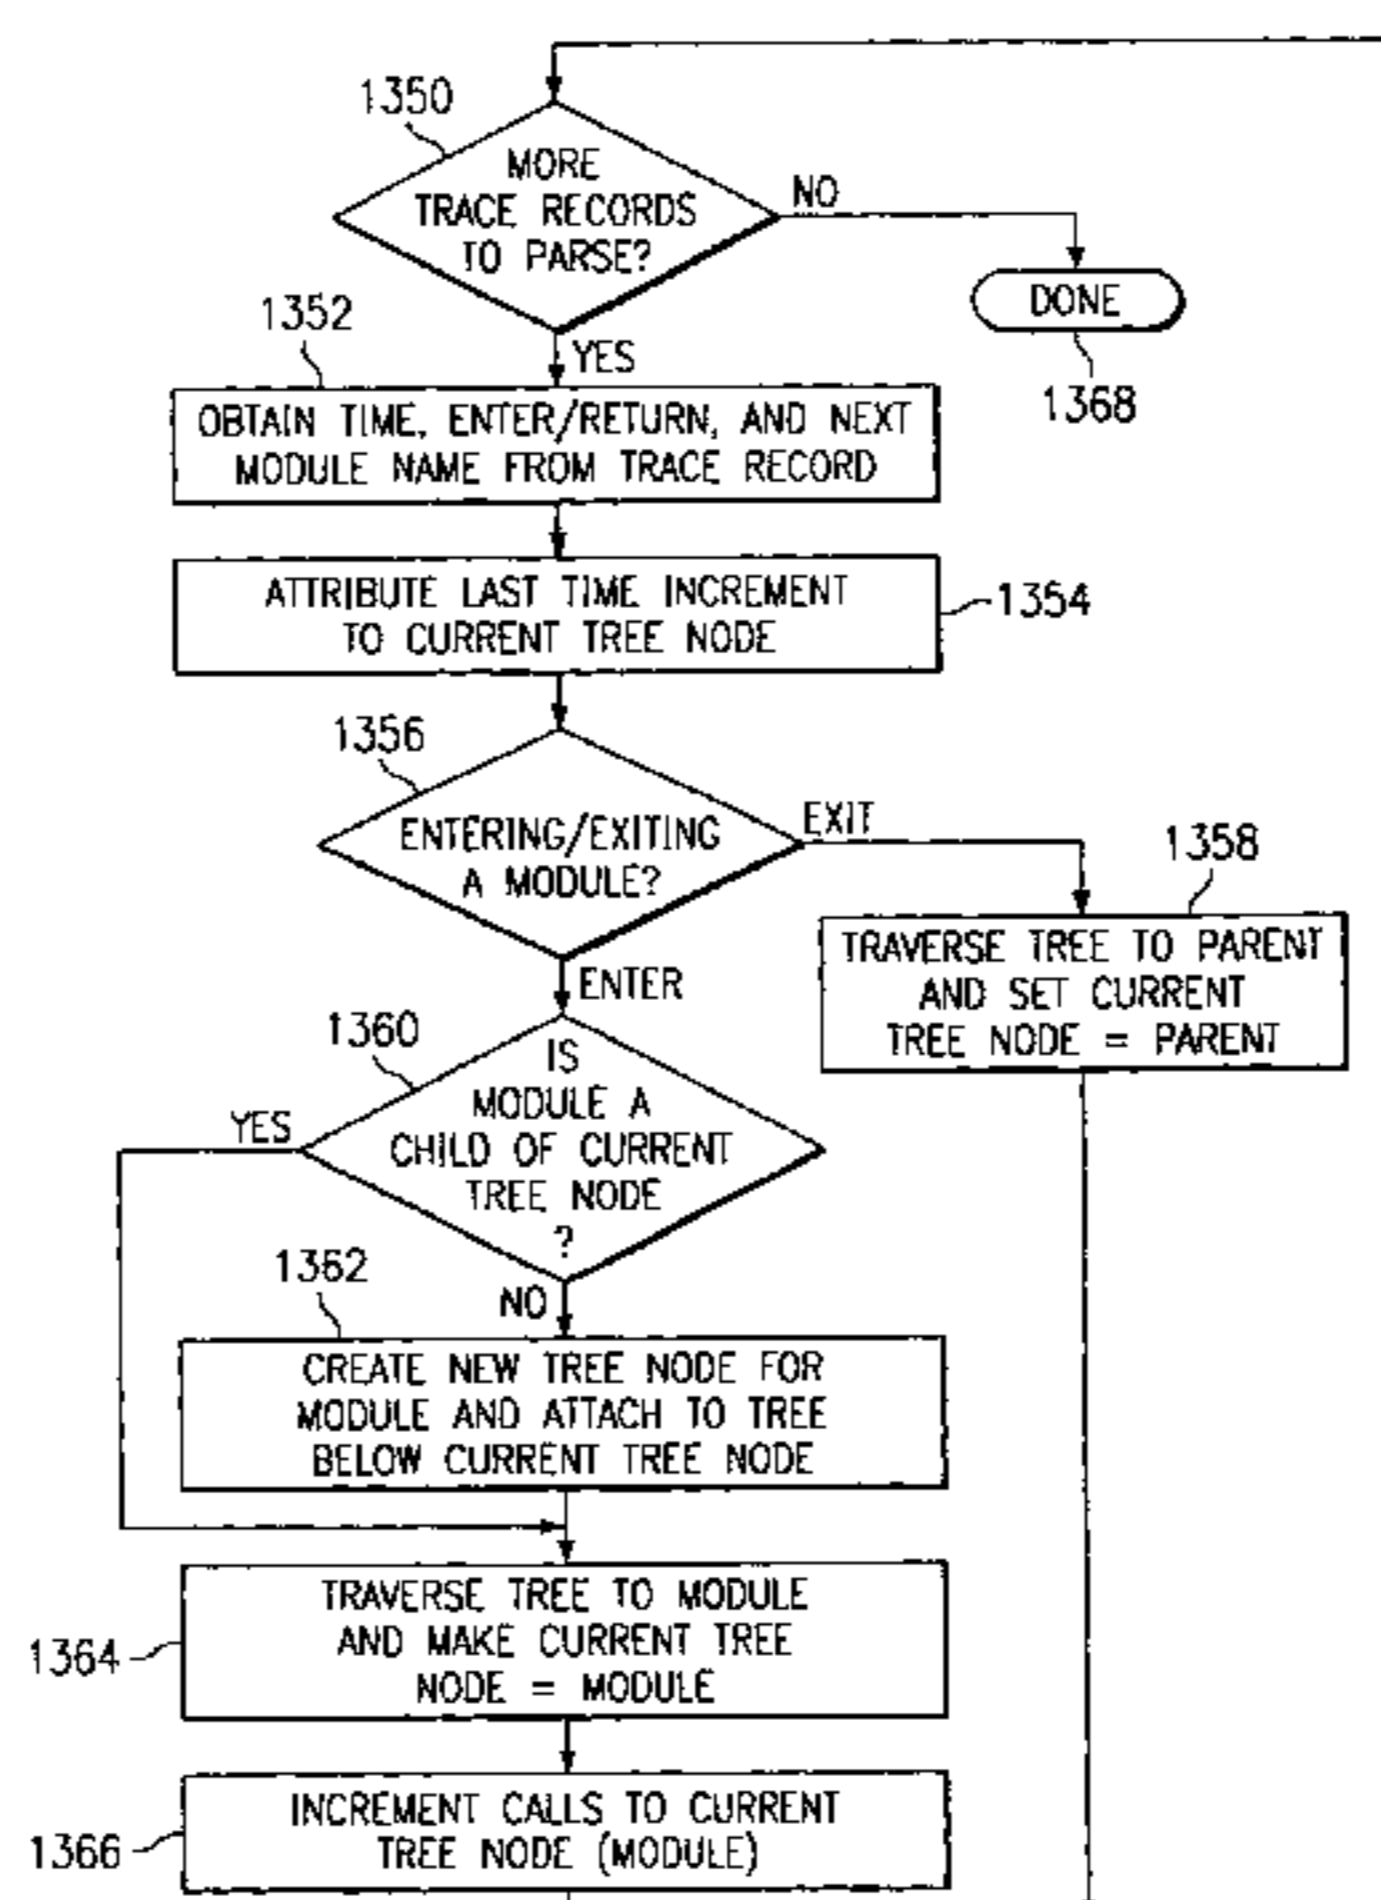 1350
MORE
TRACE RECORDS
TO PARSE?
NO
DONE
1368
YES
1352
OBTAIN TIME, ENTER/RETURN, AND NEXT
MODULE NAME FROM TRACE RECORD
ATTRIBUTE LAST TIME INCREMENT
TO CURRENT TREE NODE
1354
1356
ENTERING/EXITING
A MODULE?
EXIT
1358
TRAVERSE TREE TO PARENT
AND SET CURRENT
TREE NODE = PARENT
ENTER
1360
IS
MODULE A
CHILD OF CURRENT
TREE NODE
?
YES
NO
1362
CREATE NEW TREE NODE FOR
MODULE AND ATTACH TO TREE
BELOW CURRENT TREE NODE
TRAVERSE TREE TO MODULE
AND MAKE CURRENT TREE
NODE = MODULE
1364
INCREMENT CALLS TO CURRENT
TREE NODE (MODULE)
1366